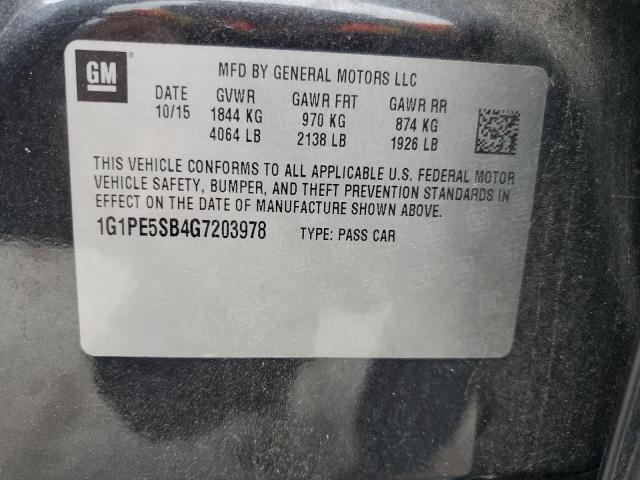 GM
MFD BY GENERAL MOTORS LLC
DATE GVWR GAWR FRT GAWR RR
10/15 1844 KG 970 KG 874 KG
4064 LB 2138 LB 1926 LB
THIS VEHICLE CONFORMS TO ALL APPLICABLE U.S. FEDERAL MOTOR
VEHICLE SAFETY, BUMPER, AND THEFT PREVENTION STANDARDS IN
EFFECT ON THE DATE OF MANUFACTURE SHOWN ABOVE.
1G1PE5SB4G7203978 TYPE: PASS CAR